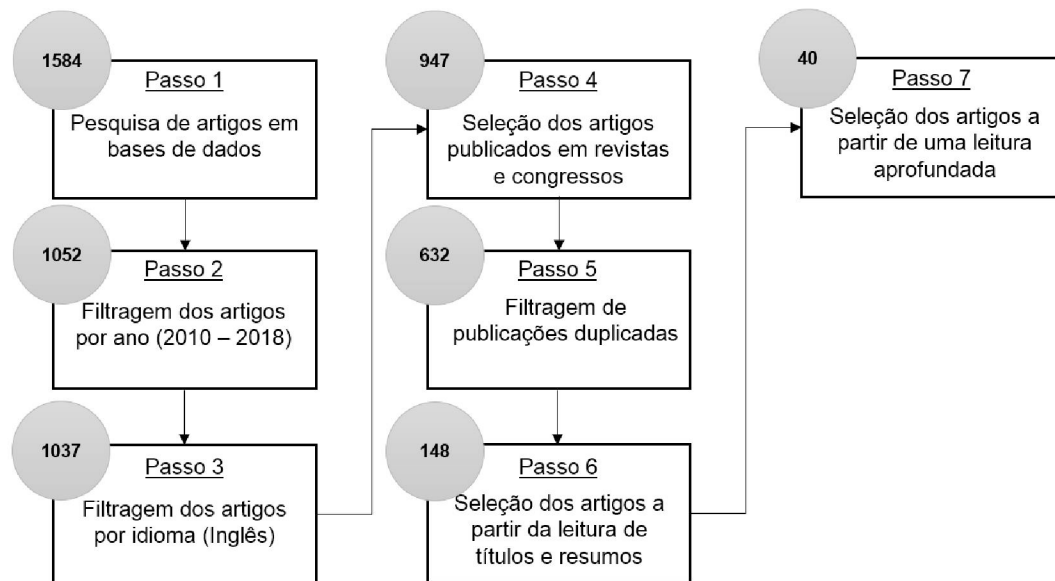 1584
Passo 1
Pesquisa de artigos em
bases de dados
1052
Passo 2
Filtragem dos artigos
por ano (2010 – 2018)
1037
Passo 3
Filtragem dos artigos
por idioma (Inglês)
947
Passo 4
Seleção dos artigos
publicados em revistas
e congressos
632
Passo 5
Filtragem de
publicações duplicadas
148
Passo 6
Seleção dos artigos a
partir da leitura de
títulos e resumos
40
Passo 7
Seleção dos artigos a
partir de uma leitura
aprofundada